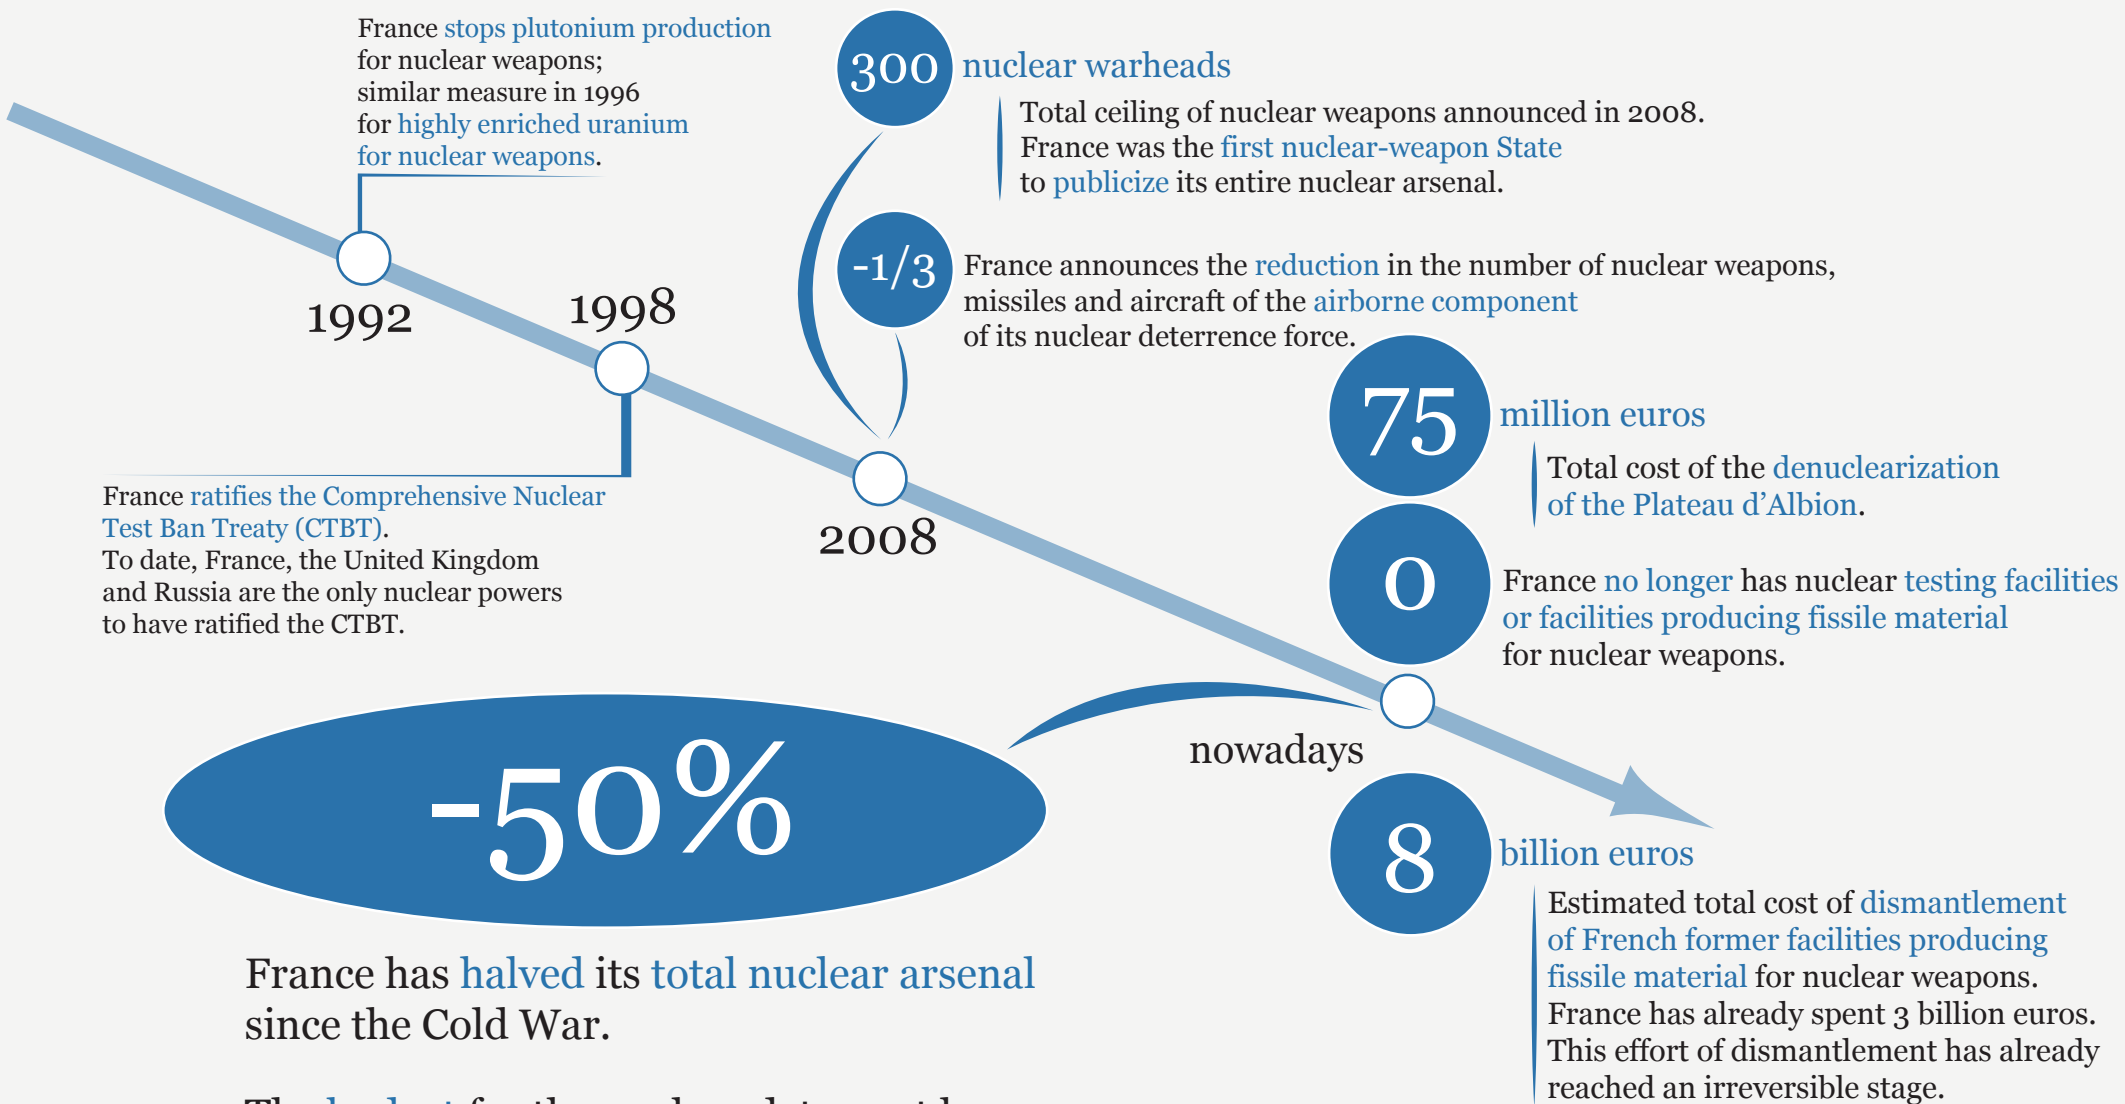 France stops plutonium production
for nuclear weapons;
similar measure in 1996
for highly enriched uranium
for nuclear weapons.
1992
1998
France ratifies the Comprehensive Nuclear
Test Ban Treaty (CTBT).
To date, France, the United Kingdom
and Russia are the only nuclear powers
to have ratified the CTBT.
300 nuclear warheads
Total ceiling of nuclear weapons announced in 2008.
France was the first nuclear-weapon State
to publicize its entire nuclear arsenal.
-1/3
France announces the reduction in the number of nuclear weapons,
missiles and aircraft of the airborne component
of its nuclear deterrence force.
2008
75 million euros
Total cost of the denuclearization
of the Plateau d’Albion.
0
France no longer has nuclear testing facilities
or facilities producing fissile material
for nuclear weapons.
nowadays
-50%
France has halved its total nuclear arsenal
since the Cold War.
8 billion euros
Estimated total cost of dismantlement
of French former facilities producing
fissile material for nuclear weapons.
France has already spent 3 billion euros.
This effort of dismantlement has already
reached an irreversible stage.